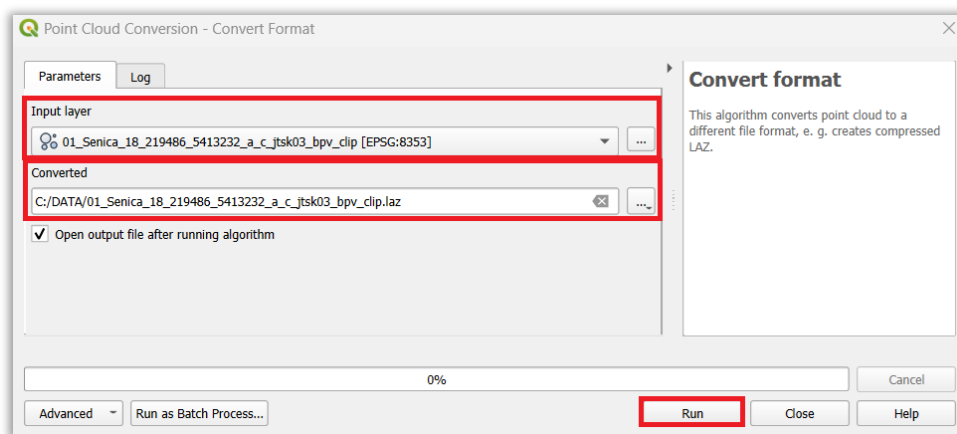 Point Cloud Conversion - Convert Format
Parameters
Log
Input layer
01_Senica_18_219486_5413232_a_c_jtsk03_bpv_clip [EPSG:8353]
...
Converted
C:/DATA/01_Senica_18_219486_5413232_a_c_jtsk03_bpv_clip.laz
...
Open output file after running algorithm
Convert format
This algorithm converts point cloud to a
different file format, e. g. creates compressed
LAZ.
0%
Cancel
Advanced
Run as Batch Process...
Run
Close
Help